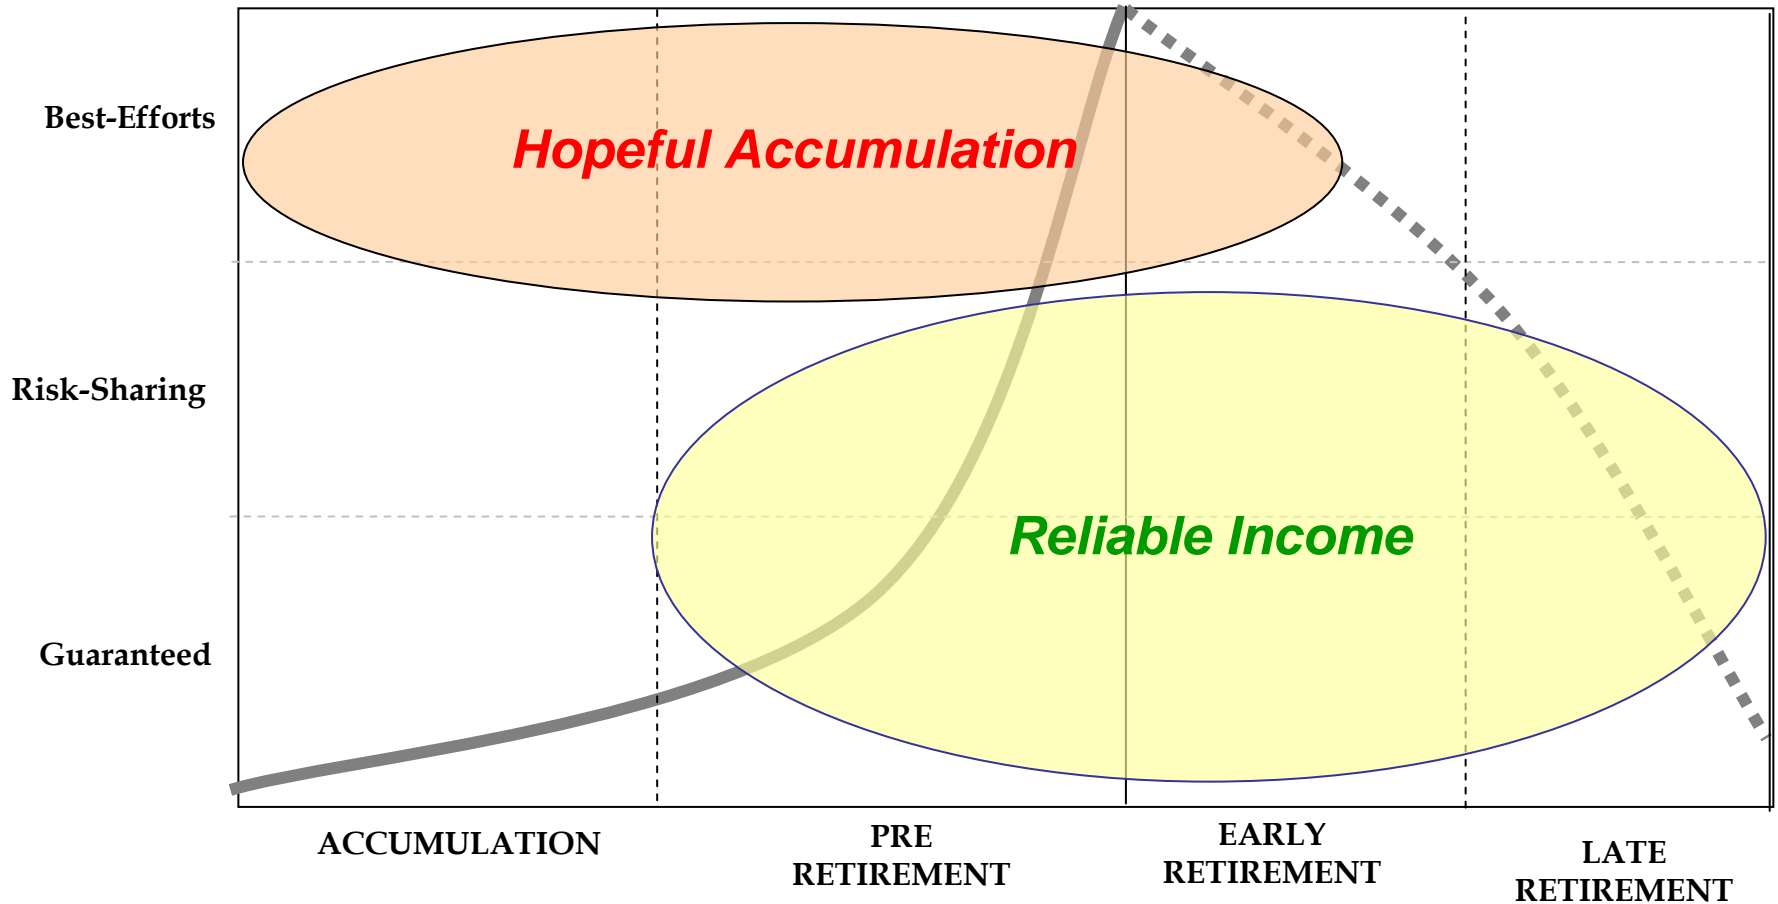 Best-Efforts
Hopeful Accumulation
Risk-Sharing
Reliable Income
Guaranteed
ACCUMULATION
PRE
RETIREMENT
EARLY
RETIREMENT
LATE
RETIREMENT